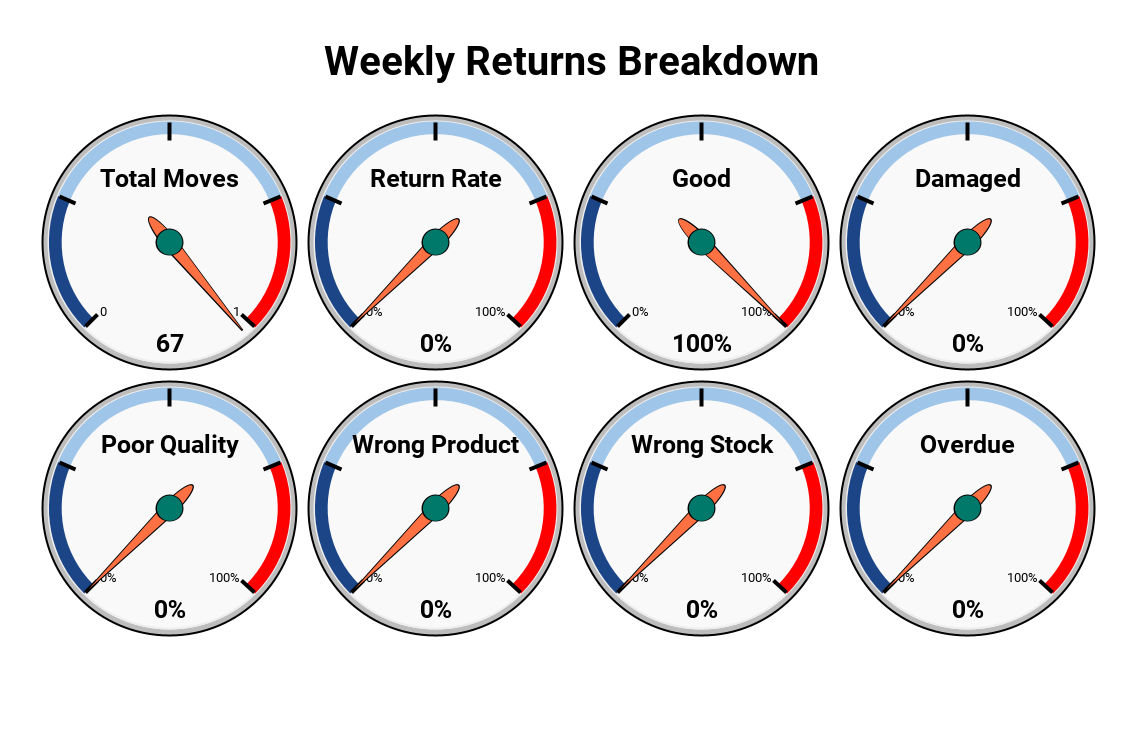 Weekly Returns Breakdown
Total Moves
0 1
67
Return Rate
0% 100%
0%
Good
0% 100%
100%
Damaged
0% 100%
0%
Poor Quality
0% 100%
0%
Wrong Product
0% 100%
0%
Wrong Stock
0% 100%
0%
Overdue
0% 100%
0%